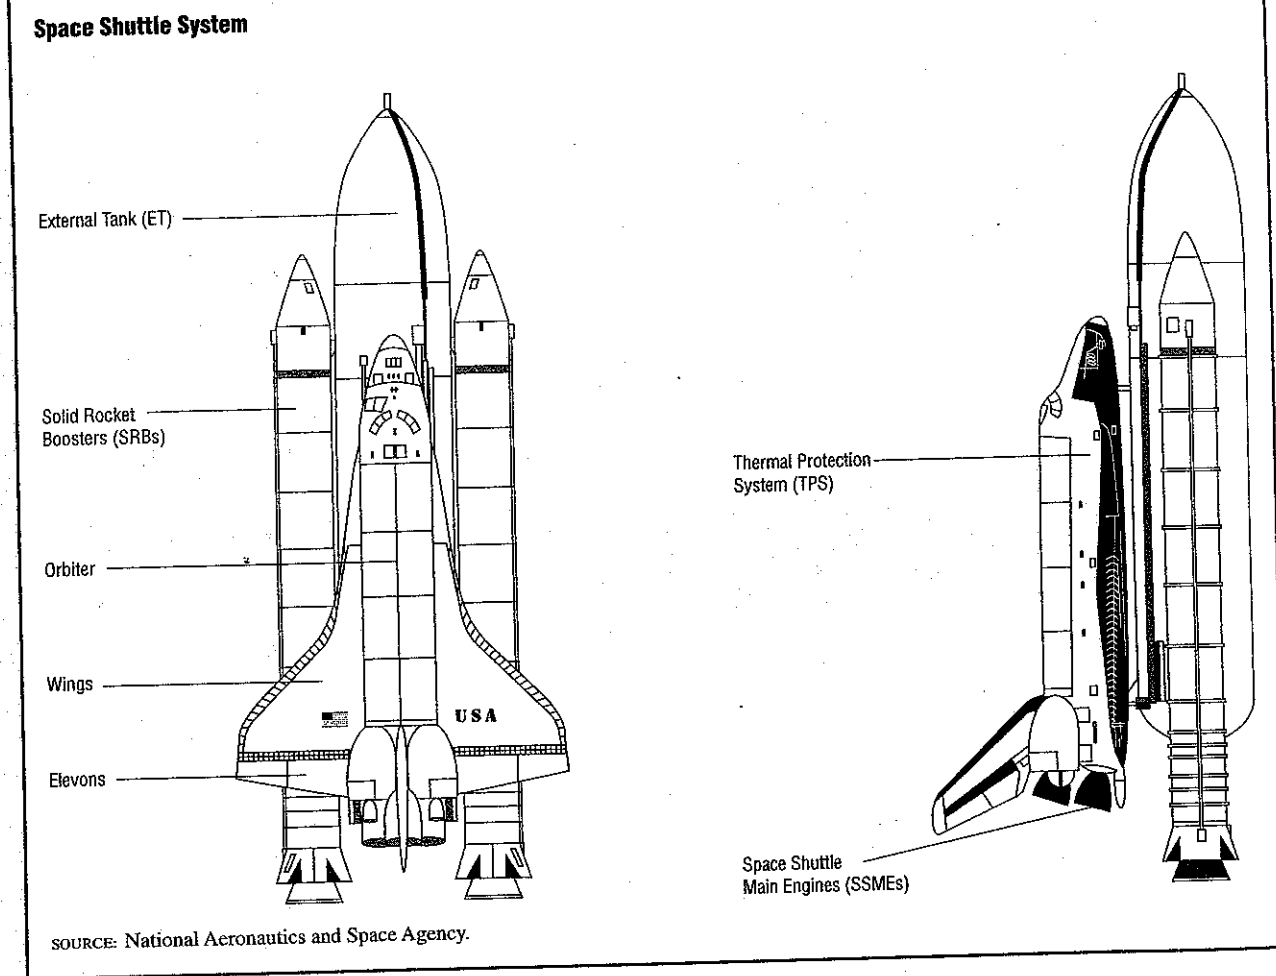 Space Shuttle System
External Tank (ET)
Solid Rocket
Boosters (SRBs)
Orbiter
Wings
USA
Elevons
Thermal Protection
System (TPS)
Space Shuttle
Main Engines (SSMEs)
SOURCE: National Aeronautics and Space Agency.